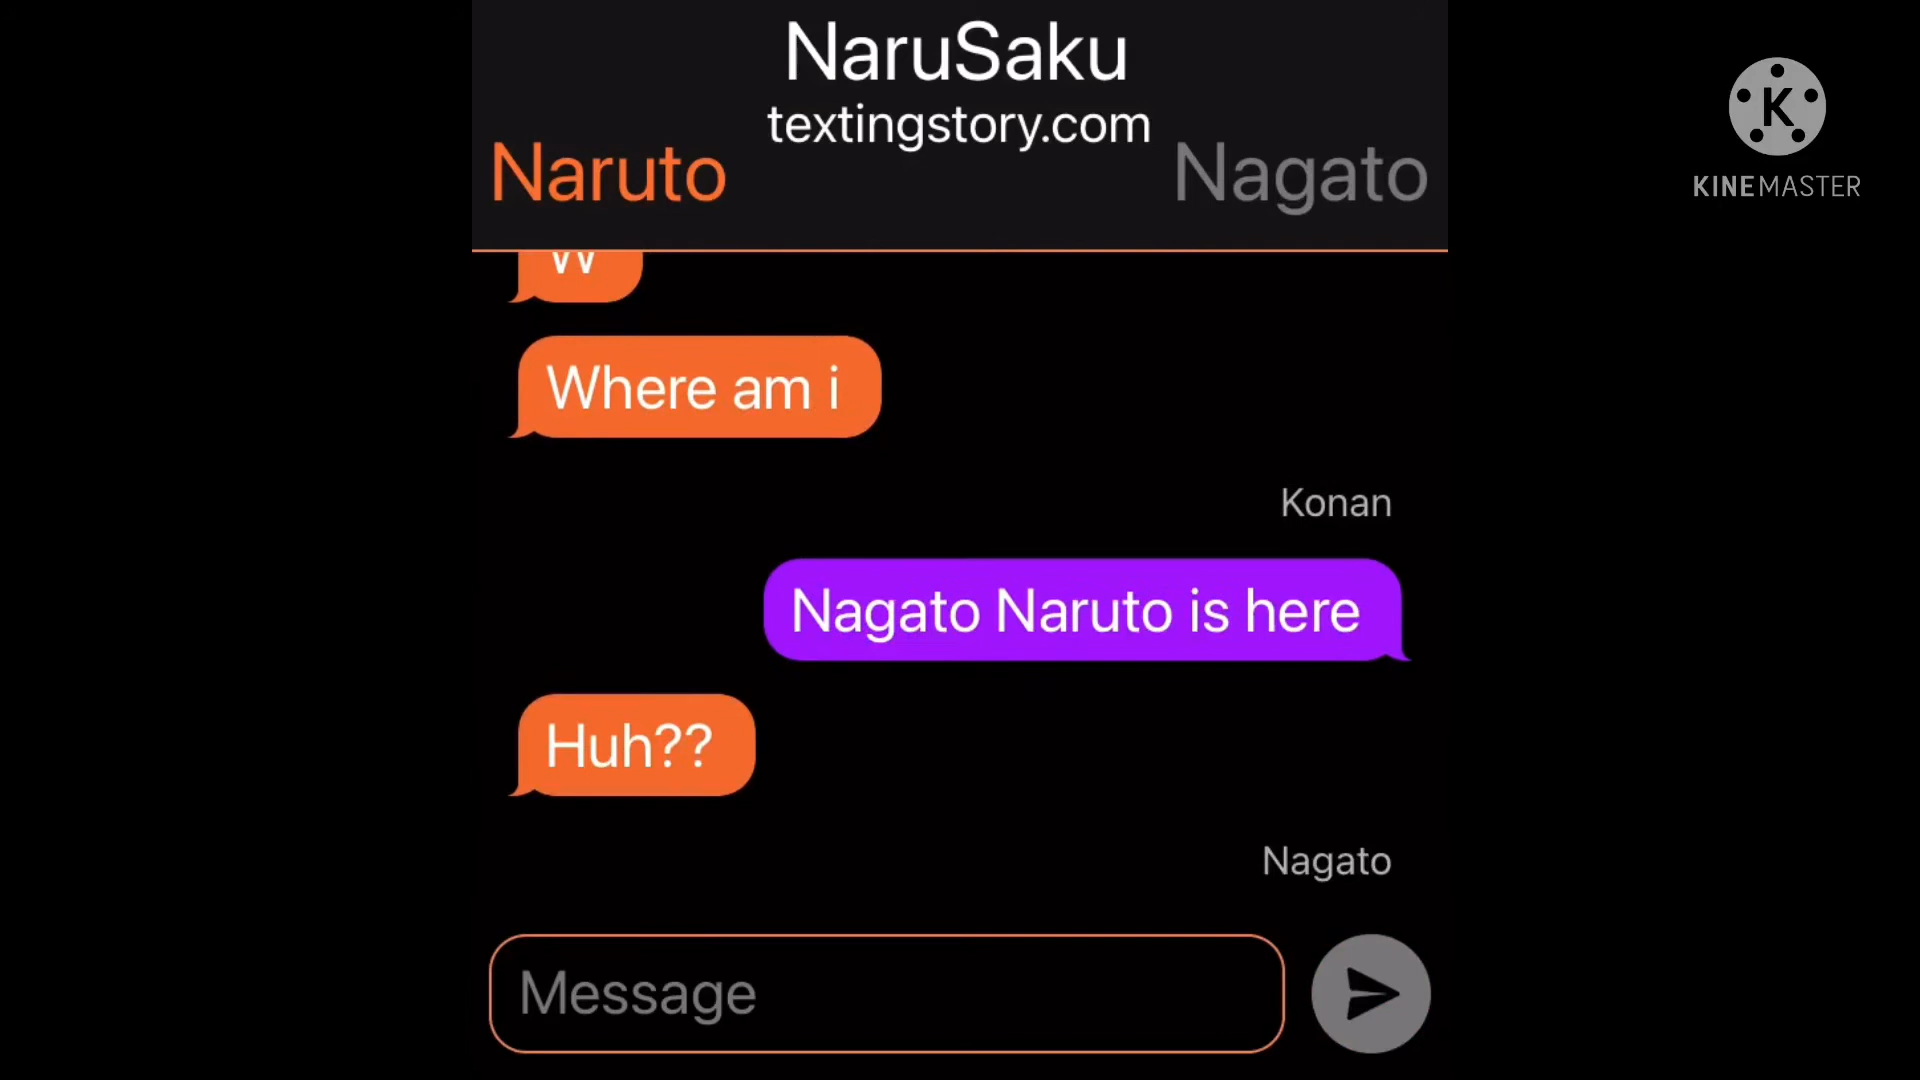 NaruSaku
textingstory.com
Naruto
Nagato
K
KINEMASTER
W
Where am i
Konan
Nagato Naruto is here
Huh??
Nagato
Message